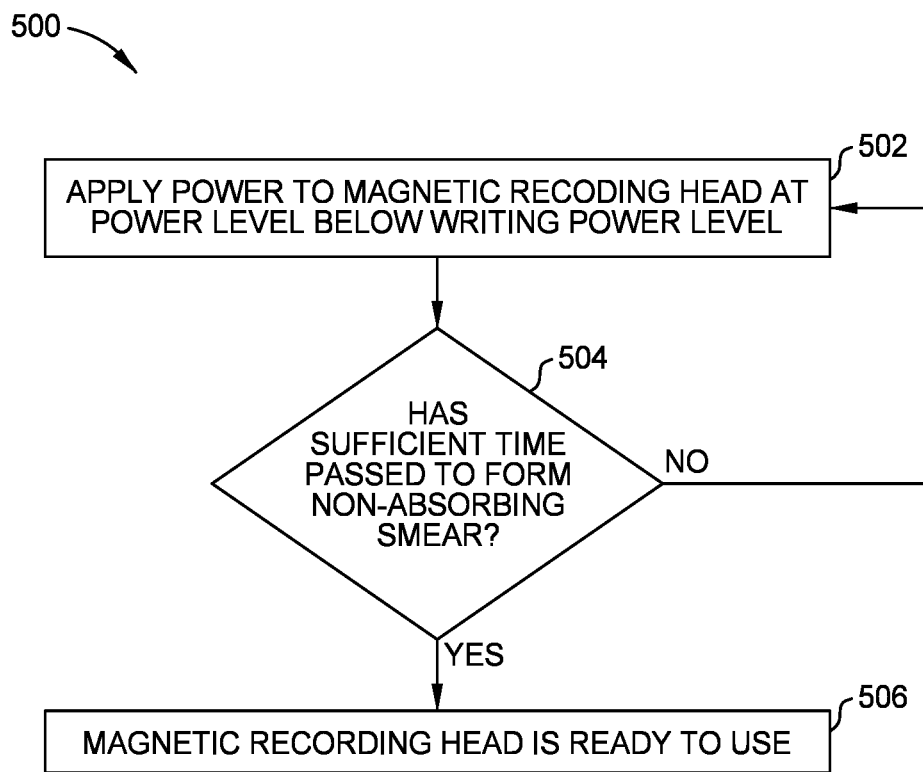 500
502
APPLY POWER TO MAGNETIC RECODING HEAD AT
POWER LEVEL BELOW WRITING POWER LEVEL
504
HAS
SUFFICIENT TIME
PASSED TO FORM
NON-ABSORBING
SMEAR?
NO
YES
506
MAGNETIC RECORDING HEAD IS READY TO USE